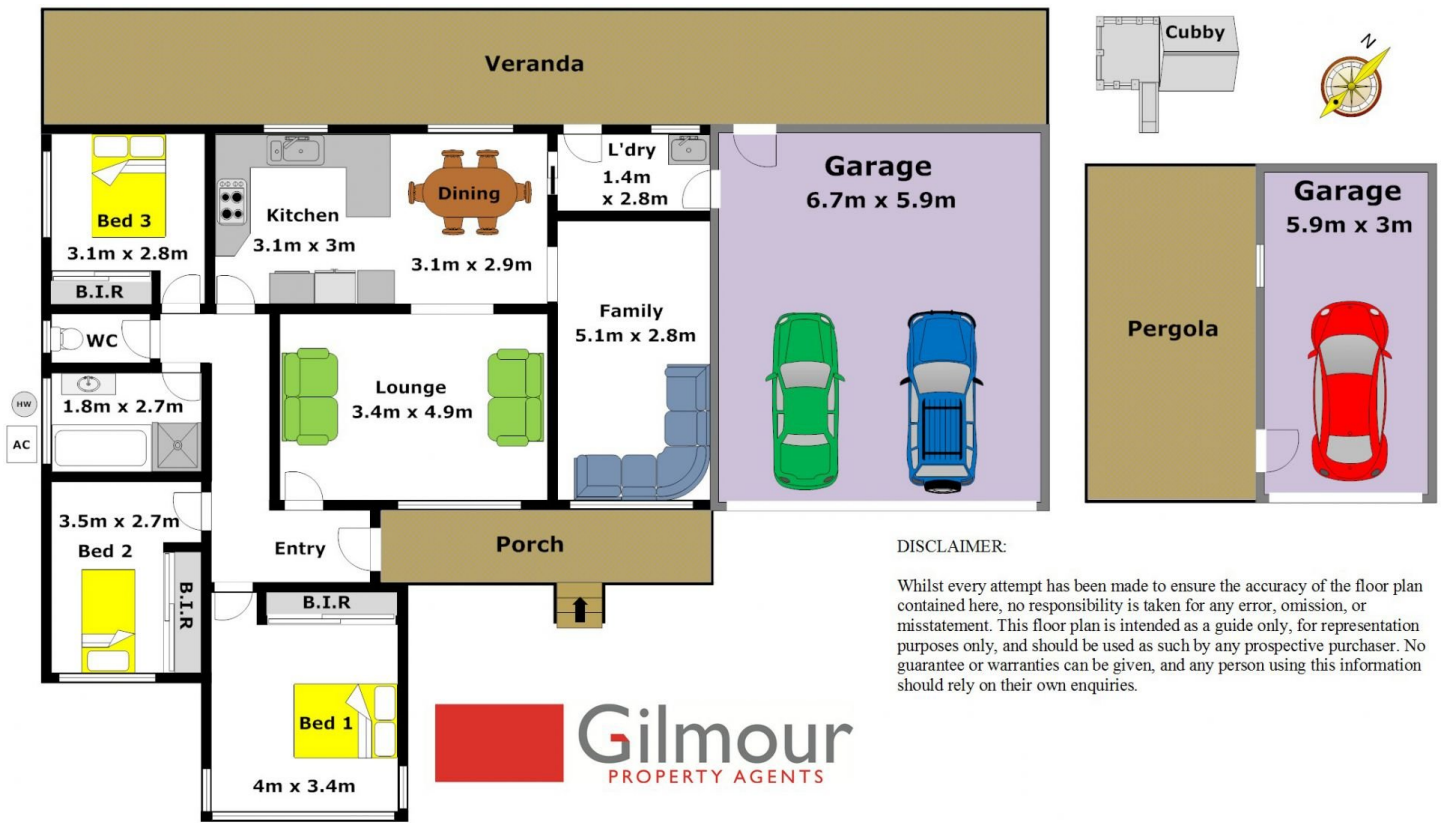 Veranda
Cubby
N
Bed 3
3.1m x 2.8m
B.I.R
Kitchen
3.1m x 3m
Dining
3.1m x 2.9m
L'dry
1.4m
x 2.8m
Garage
6.7m x 5.9m
Garage
5.9m x 3m
Pergola
WC
Family
5.1m x 2.8m
Lounge
3.4m x 4.9m
HW
AC
1.8m x 2.7m
3.5m x 2.7m
Bed 2
B.I.R
Entry
Porch
B.I.R
Bed 1
4m x 3.4m
DISCLAIMER:
Whilst every attempt has been made to ensure the accuracy of the floor plan
contained here, no responsibility is taken for any error, omission, or
misstatement. This floor plan is intended as a guide only, for representation
purposes only, and should be used as such by any prospective purchaser. No
guarantee or warranties can be given, and any person using this information
should rely on their own enquiries.
Gilmour
PROPERTY AGENTS